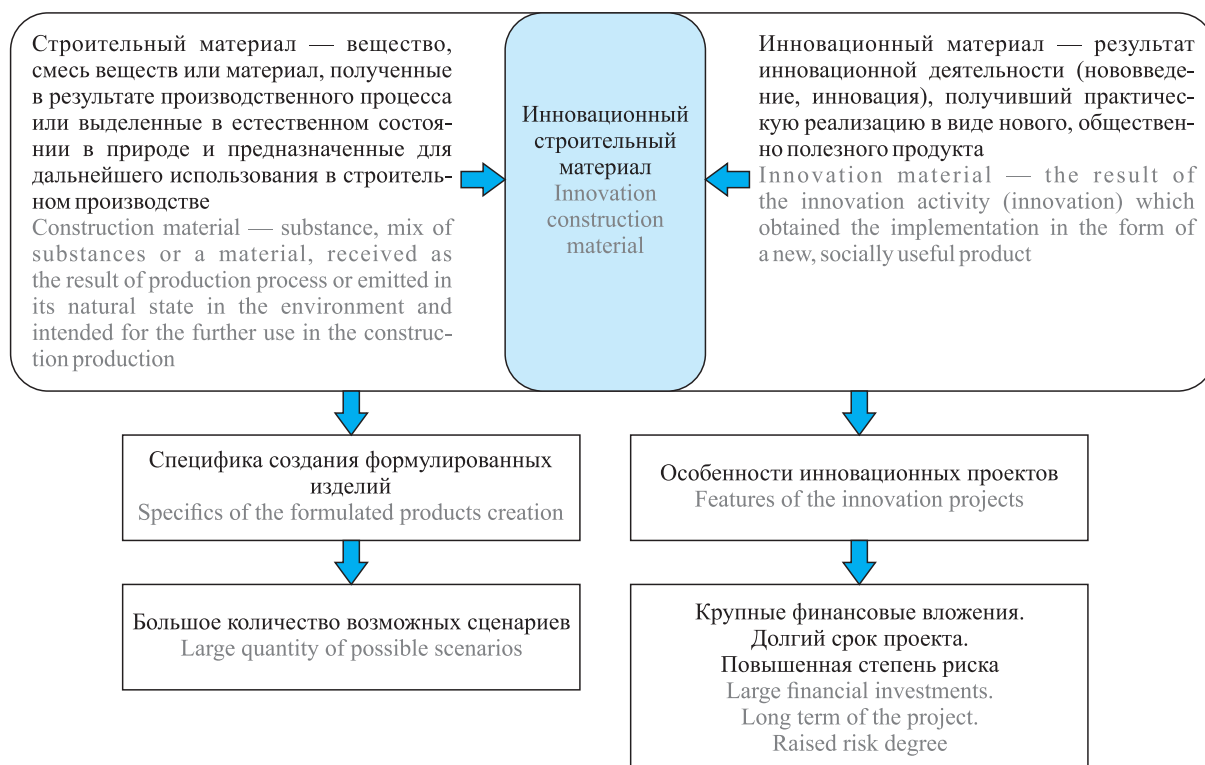 Строительный материал — вещество,
смесь веществ или материал, полученные
в результате производственного процесса
или выделенные в естественном состоя-
нии в природе и предназначенные для
дальнейшего использования в строитель-
ном производстве
Construction material — substance, mix of
substances or a material, received as
the result of production process or emitted in
its natural state in the environment and
intended for the further use in the construc-
tion production
Инновационный
строительный
материал
Innovation
construction
material
Инновационный материал — результат
инновационной деятельности (нововведе-
ние, инновация), получивший практичес-
кую реализацию в виде нового, обществен-
но полезного продукта
Innovation material — the result of
the innovation activity (innovation) which
obtained the implementation in the form of
a new, socially useful product
Специфика создания формулированных
изделий
Specifics of the formulated products creation
Особенности инновационных проектов
Features of the innovation projects
Большое количество возможных сценариев
Large quantity of possible scenarios
Крупные финансовые вложения.
Долгий срок проекта.
Повышенная степень риска
Large financial investments.
Long term of the project.
Raised risk degree